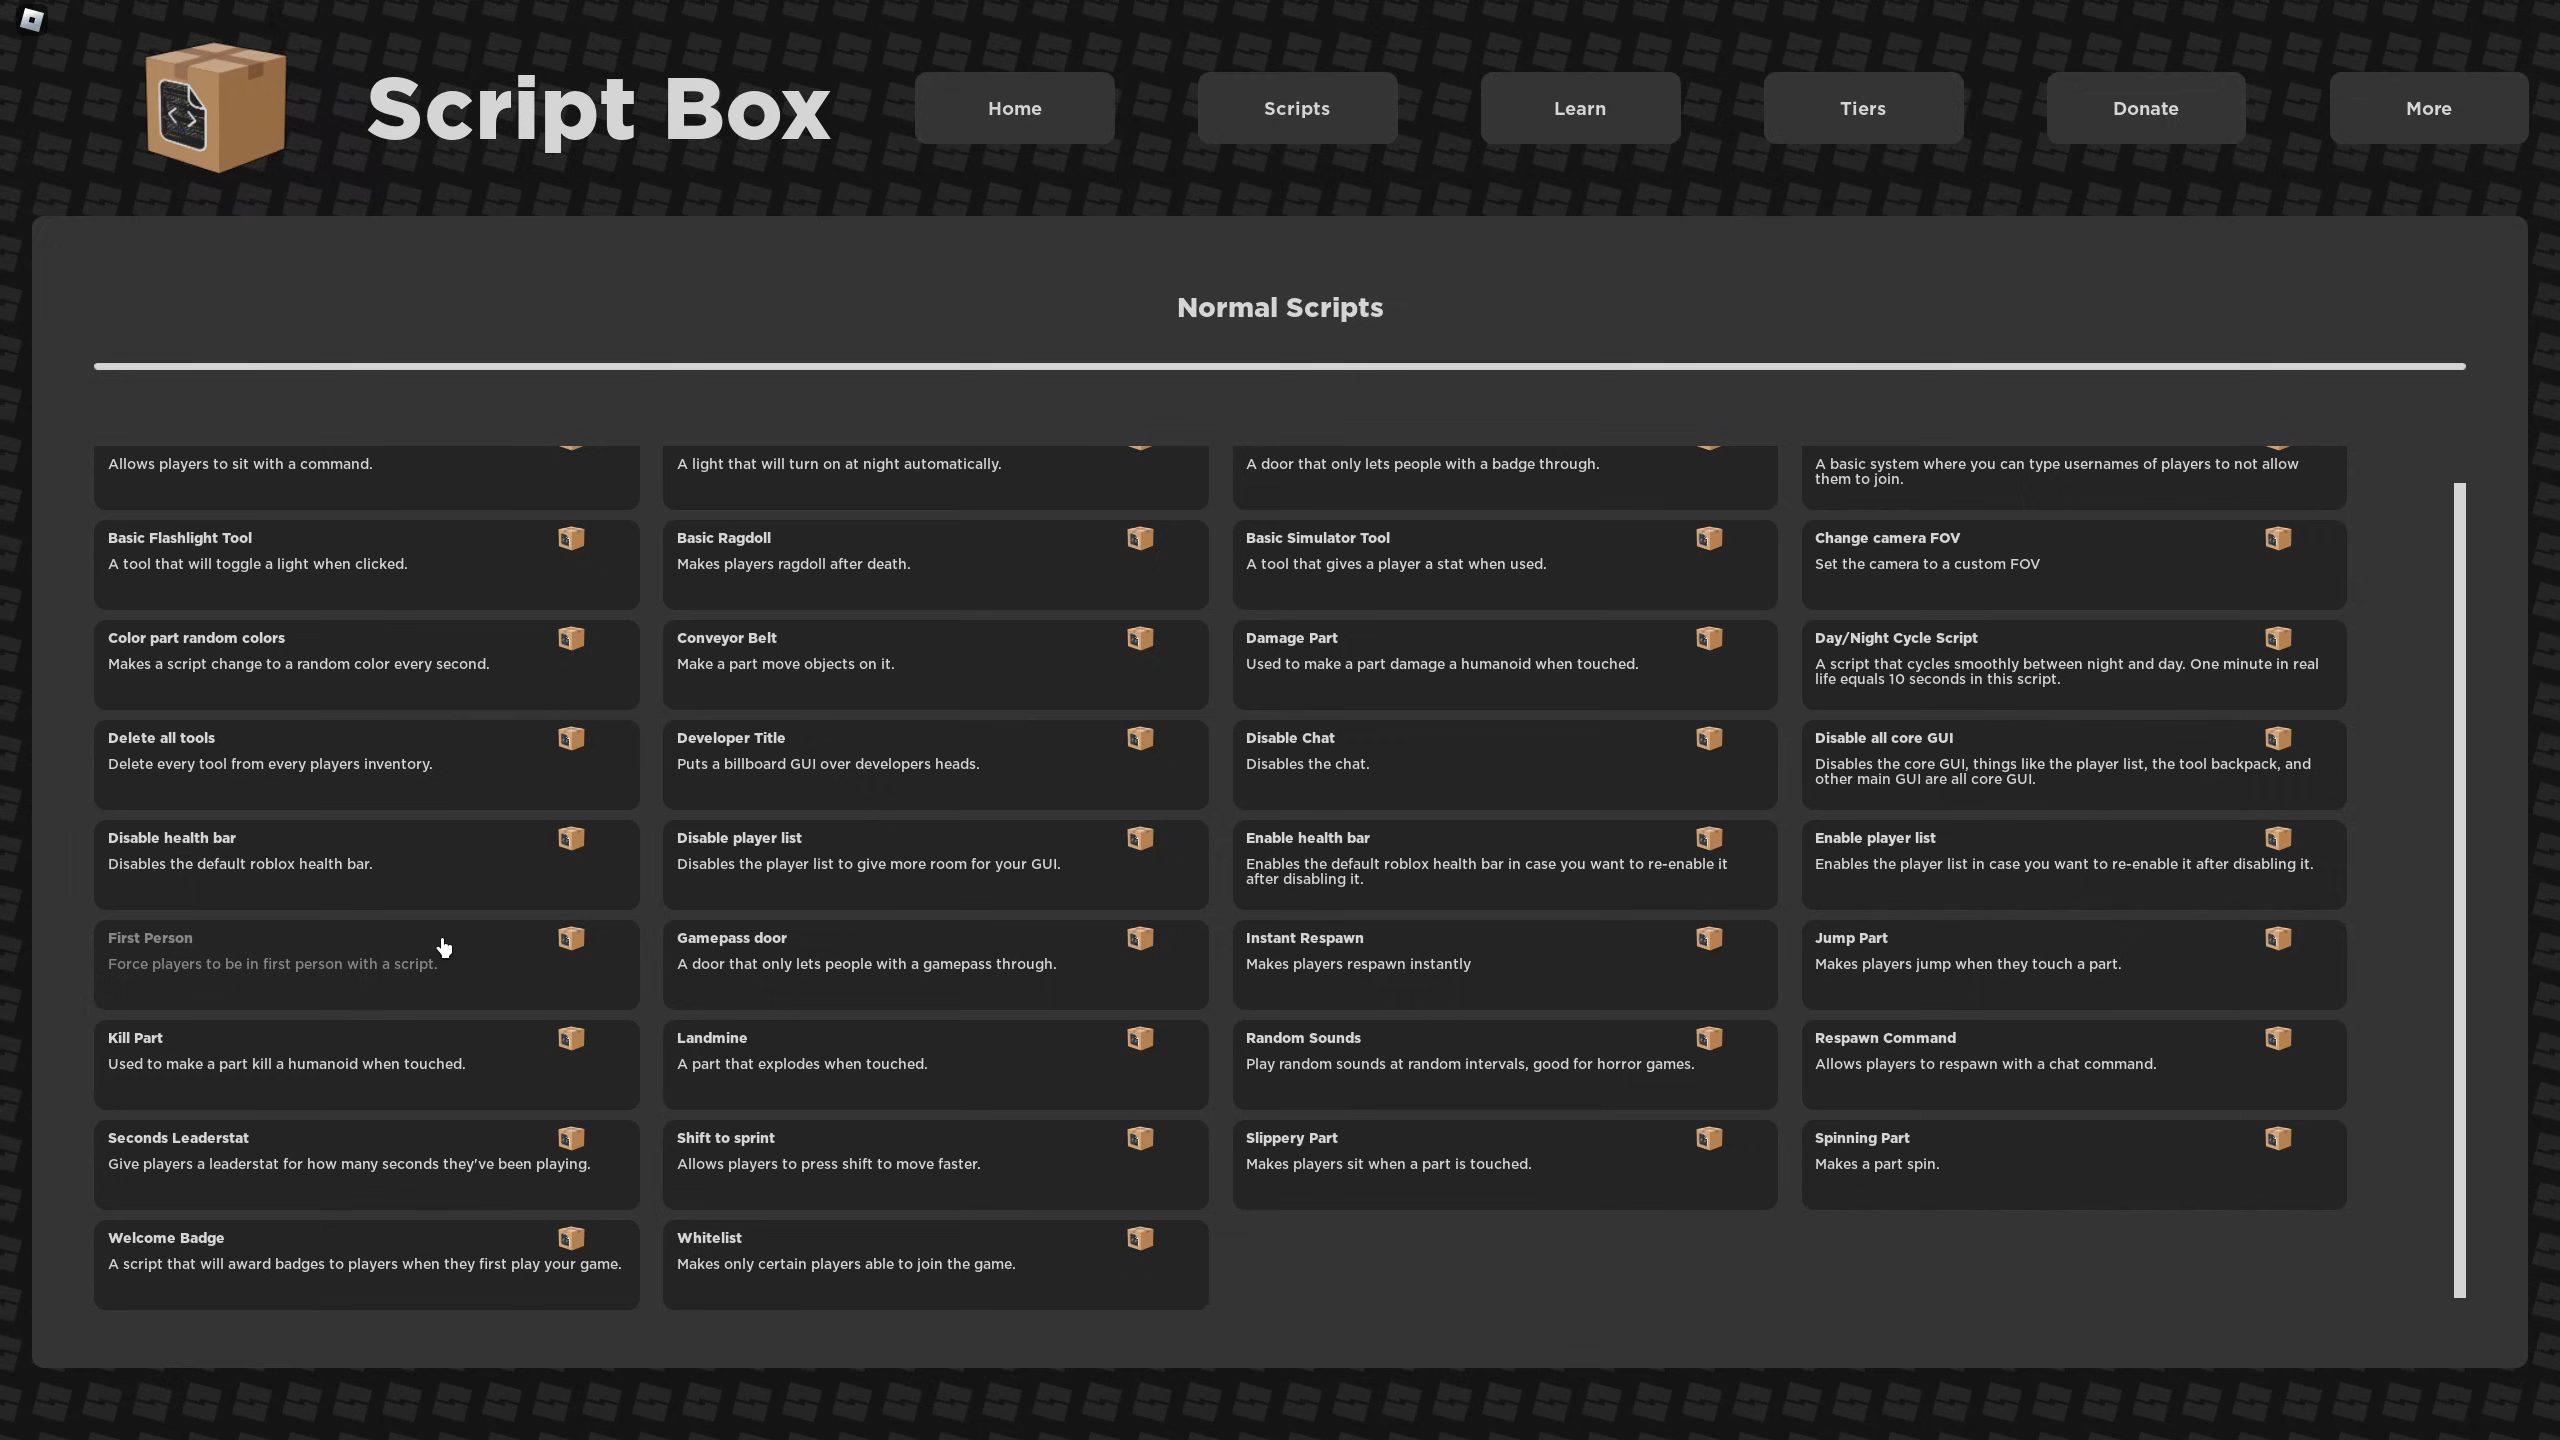 Script Box
Home
Scripts
Learn
Tiers
Donate
More
Normal Scripts
Allows players to sit with a command.
A light that will turn on at night automatically.
A door that only lets people with a badge through.
A basic system where you can type usernames of players to not allow
them to join.
Basic Flashlight Tool
A tool that will toggle a light when clicked.
Basic Ragdoll
Makes players ragdoll after death.
Basic Simulator Tool
A tool that gives a player a stat when used.
Change camera FOV
Set the camera to a custom FOV
Color part random colors
Makes a script change to a random color every second.
Conveyor Belt
Make a part move objects on it.
Damage Part
Used to make a part damage a humanoid when touched.
Day/Night Cycle Script
A script that cycles smoothly between night and day. One minute in real
life equals 10 seconds in this script.
Delete all tools
Delete every tool from every players inventory.
Developer Title
Puts a billboard GUI over developers heads.
Disable Chat
Disables the chat.
Disable all core GUI
Disables the core GUI, things like the player list, the tool backpack, and
other main GUI are all core GUI.
Disable health bar
Disables the default roblox health bar.
Disable player list
Disables the player list to give more room for your GUI.
Enable health bar
Enables the default roblox health bar in case you want to re-enable it
after disabling it.
Enable player list
Enables the player list in case you want to re-enable it after disabling it.
First Person
Force players to be in first person with a script.
Gamepass door
A door that only lets people with a gamepass through.
Instant Respawn
Makes players respawn instantly
Jump Part
Makes players jump when they touch a part.
Kill Part
Used to make a part kill a humanoid when touched.
Landmine
A part that explodes when touched.
Random Sounds
Play random sounds at random intervals, good for horror games.
Respawn Command
Allows players to respawn with a chat command.
Seconds Leaderstat
Give players a leaderstat for how many seconds they've been playing.
Shift to sprint
Allows players to press shift to move faster.
Slippery Part
Makes players sit when a part is touched.
Spinning Part
Makes a part spin.
Welcome Badge
A script that will award badges to players when they first play your game.
Whitelist
Makes only certain players able to join the game.